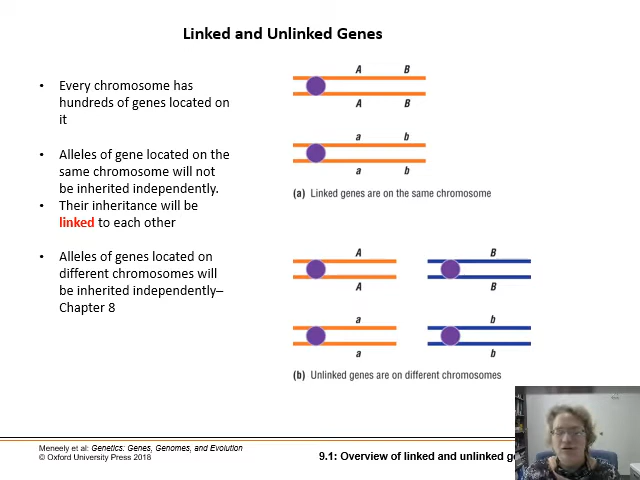 Linked and Unlinked Genes
• Every chromosome has
hundreds of genes located on
it
• Alleles of gene located on the
same chromosome will not
be inherited independently.
• Their inheritance will be
linked to each other
• Alleles of genes located on
different chromosomes will
be inherited independently–
Chapter 8
A B
A B
a b
a b
(a) Linked genes are on the same chromosome
A B
A B
a b
a b
(b) Unlinked genes are on different chromosomes
Meneely et al: Genetics: Genes, Genomes, and Evolution
© Oxford University Press 2018
9.1: Overview of linked and unlinked ge